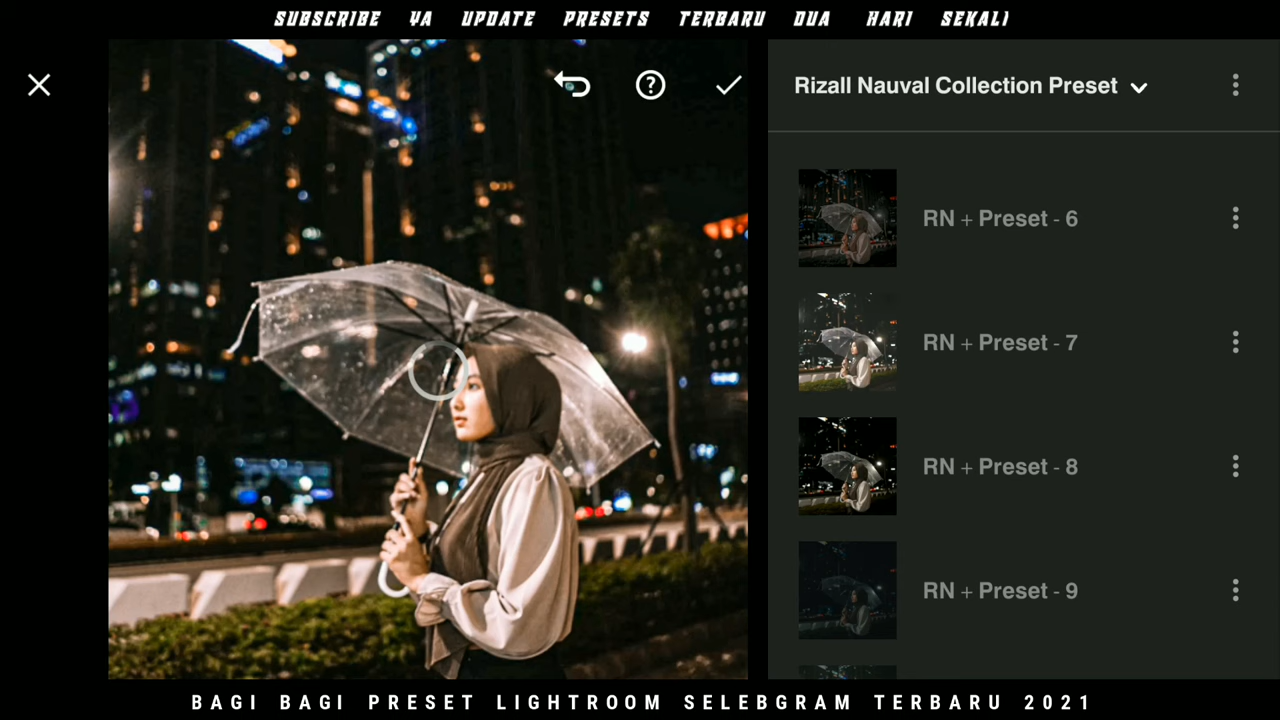 SUBSCRIBE YA UPDATE PRESETS TERBARU DUA HARI SEKALI
Rizall Nauval Collection Preset
RN + Preset - 6
RN + Preset - 7
RN + Preset - 8
RN + Preset - 9
BAGI BAGI PRESET LIGHTROOM SELEBGRAM TERBARU 2021